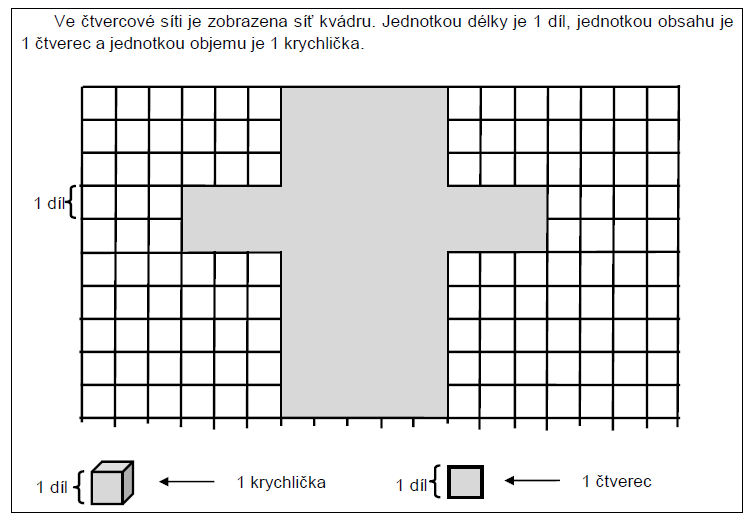 Ve čtvercové síti je zobrazena síť kvádru. Jednotkou délky je 1 díl, jednotkou obsahu je
1 čtverec a jednotkou objemu je 1 krychlička.
1 díl
1 díl
1 krychlička
1 díl
1 čtverec